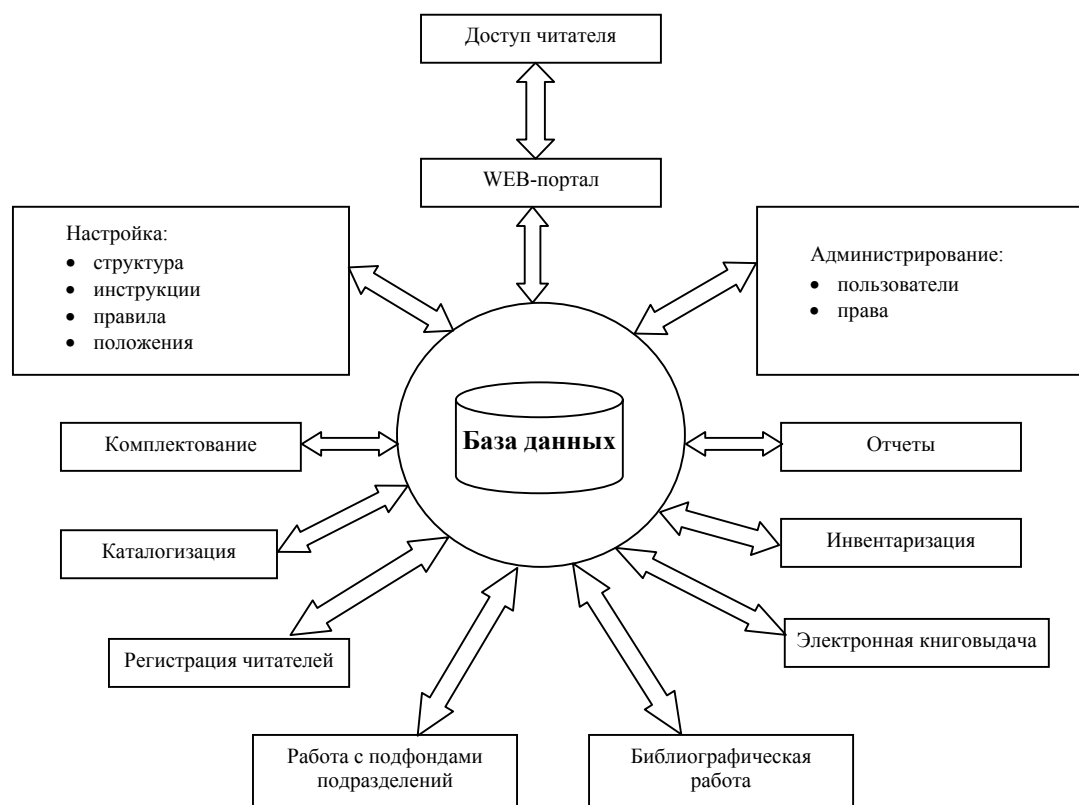 Доступ читателя
WEB-портал
Настройка:
• структура
• инструкции
• правила
• положения
Администрирование:
• пользователи
• права
База данных
Комплектование
Отчеты
Каталогизация
Инвентаризация
Регистрация читателей
Электронная книговыдача
Работа с подфондами
подразделений
Библиографическая
работа